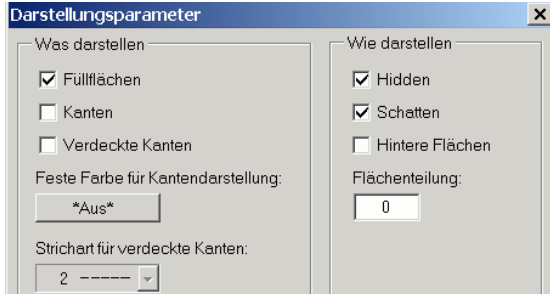 Darstellungsparameter
Was darstellen
Füllflächen
Kanten
Verdeckte Kanten
Feste Farbe für Kantendarstellung:
*Aus*
Strichart für verdeckte Kanten:
2 -----
Wie darstellen
Hidden
Schatten
Hintere Flächen
Flächenteilung:
0